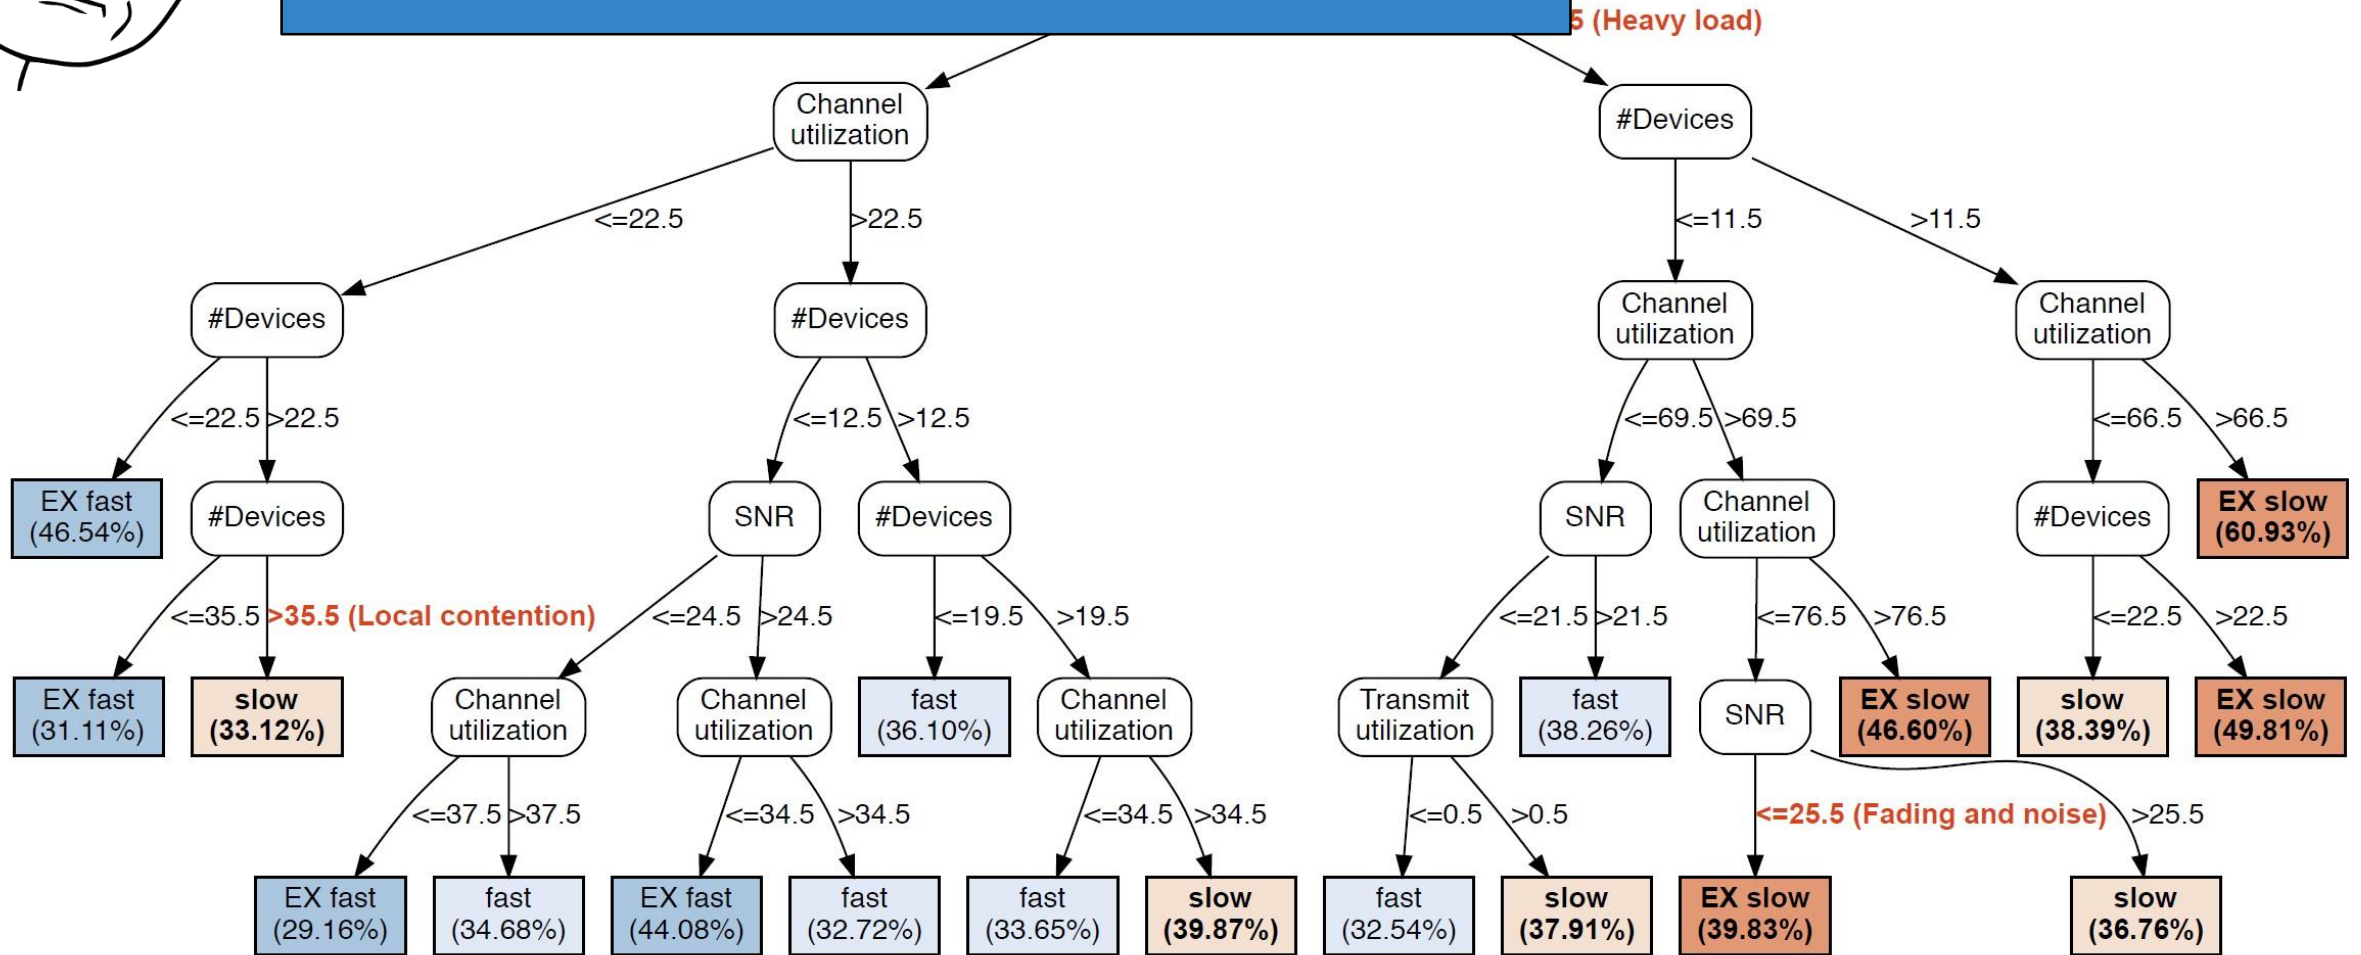 5 (Heavy load)
Channel
utilization
#Devices
<=22.5
>22.5
<=11.5
>11.5
#Devices
#Devices
Channel
utilization
Channel
utilization
<=22.5
>22.5
<=12.5
>12.5
<=69.5
>69.5
<=66.5
>66.5
EX fast
(46.54%)
#Devices
SNR
#Devices
SNR
Channel
utilization
#Devices
EX slow
(60.93%)
<=35.5
>35.5 (Local contention)
<=24.5
>24.5
<=19.5
>19.5
<=21.5
>21.5
<=76.5
>76.5
<=22.5
>22.5
EX fast
(31.11%)
slow
(33.12%)
Channel
utilization
Channel
utilization
fast
(36.10%)
Channel
utilization
Transmit
utilization
fast
(38.26%)
SNR
EX slow
(46.60%)
slow
(38.39%)
EX slow
(49.81%)
<=37.5
>37.5
<=34.5
>34.5
<=34.5
>34.5
<=0.5
>0.5
<=25.5 (Fading and noise)
>25.5
EX fast
(29.16%)
fast
(34.68%)
EX fast
(44.08%)
fast
(32.72%)
fast
(33.65%)
slow
(39.87%)
fast
(32.54%)
slow
(37.91%)
EX slow
(39.83%)
slow
(36.76%)